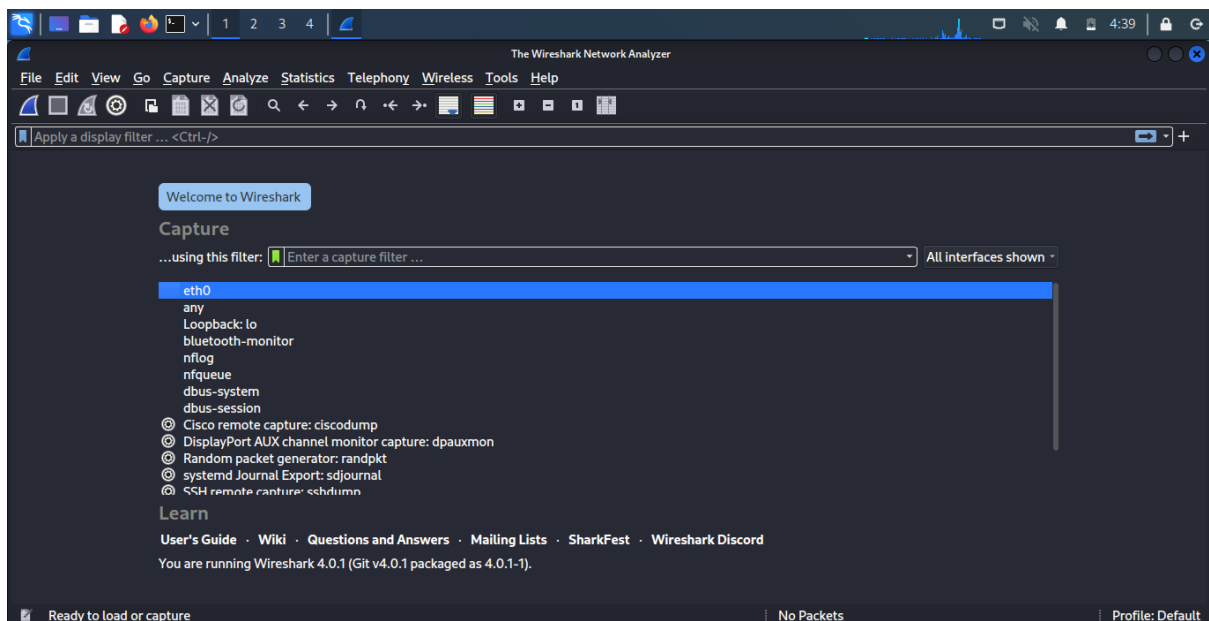 1 2 3 4 4:39
The Wireshark Network Analyzer
File Edit View Go Capture Analyze Statistics Telephony Wireless Tools Help
Apply a display filter ... <Ctrl-/>
Welcome to Wireshark
Capture
...using this filter: Enter a capture filter ... All interfaces shown
eth0
any
Loopback: lo
bluetooth-monitor
nflog
nfqueue
dbus-system
dbus-session
Cisco remote capture: ciscodump
DisplayPort AUX channel monitor capture: dpauxmon
Random packet generator: randpkt
systemd Journal Export: sdjournal
SSH remote capture: sshdump
Learn
User's Guide · Wiki · Questions and Answers · Mailing Lists · SharkFest · Wireshark Discord
You are running Wireshark 4.0.1 (Git v4.0.1 packaged as 4.0.1-1).
Ready to load or capture No Packets Profile: Default